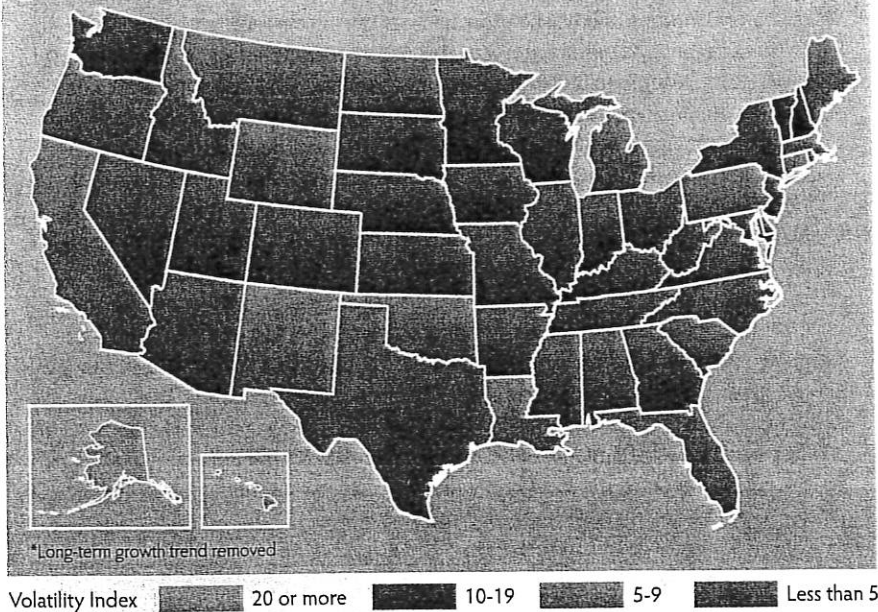 *Long-term growth trend removed
Volatility Index 20 or more 10-19 5-9 Less than 5